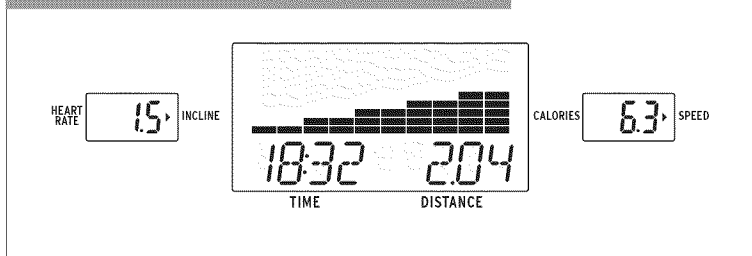 HEART
RATE
1.5
INCLINE
18:32
2.04
TIME
DISTANCE
CALORIES
6.3
SPEED